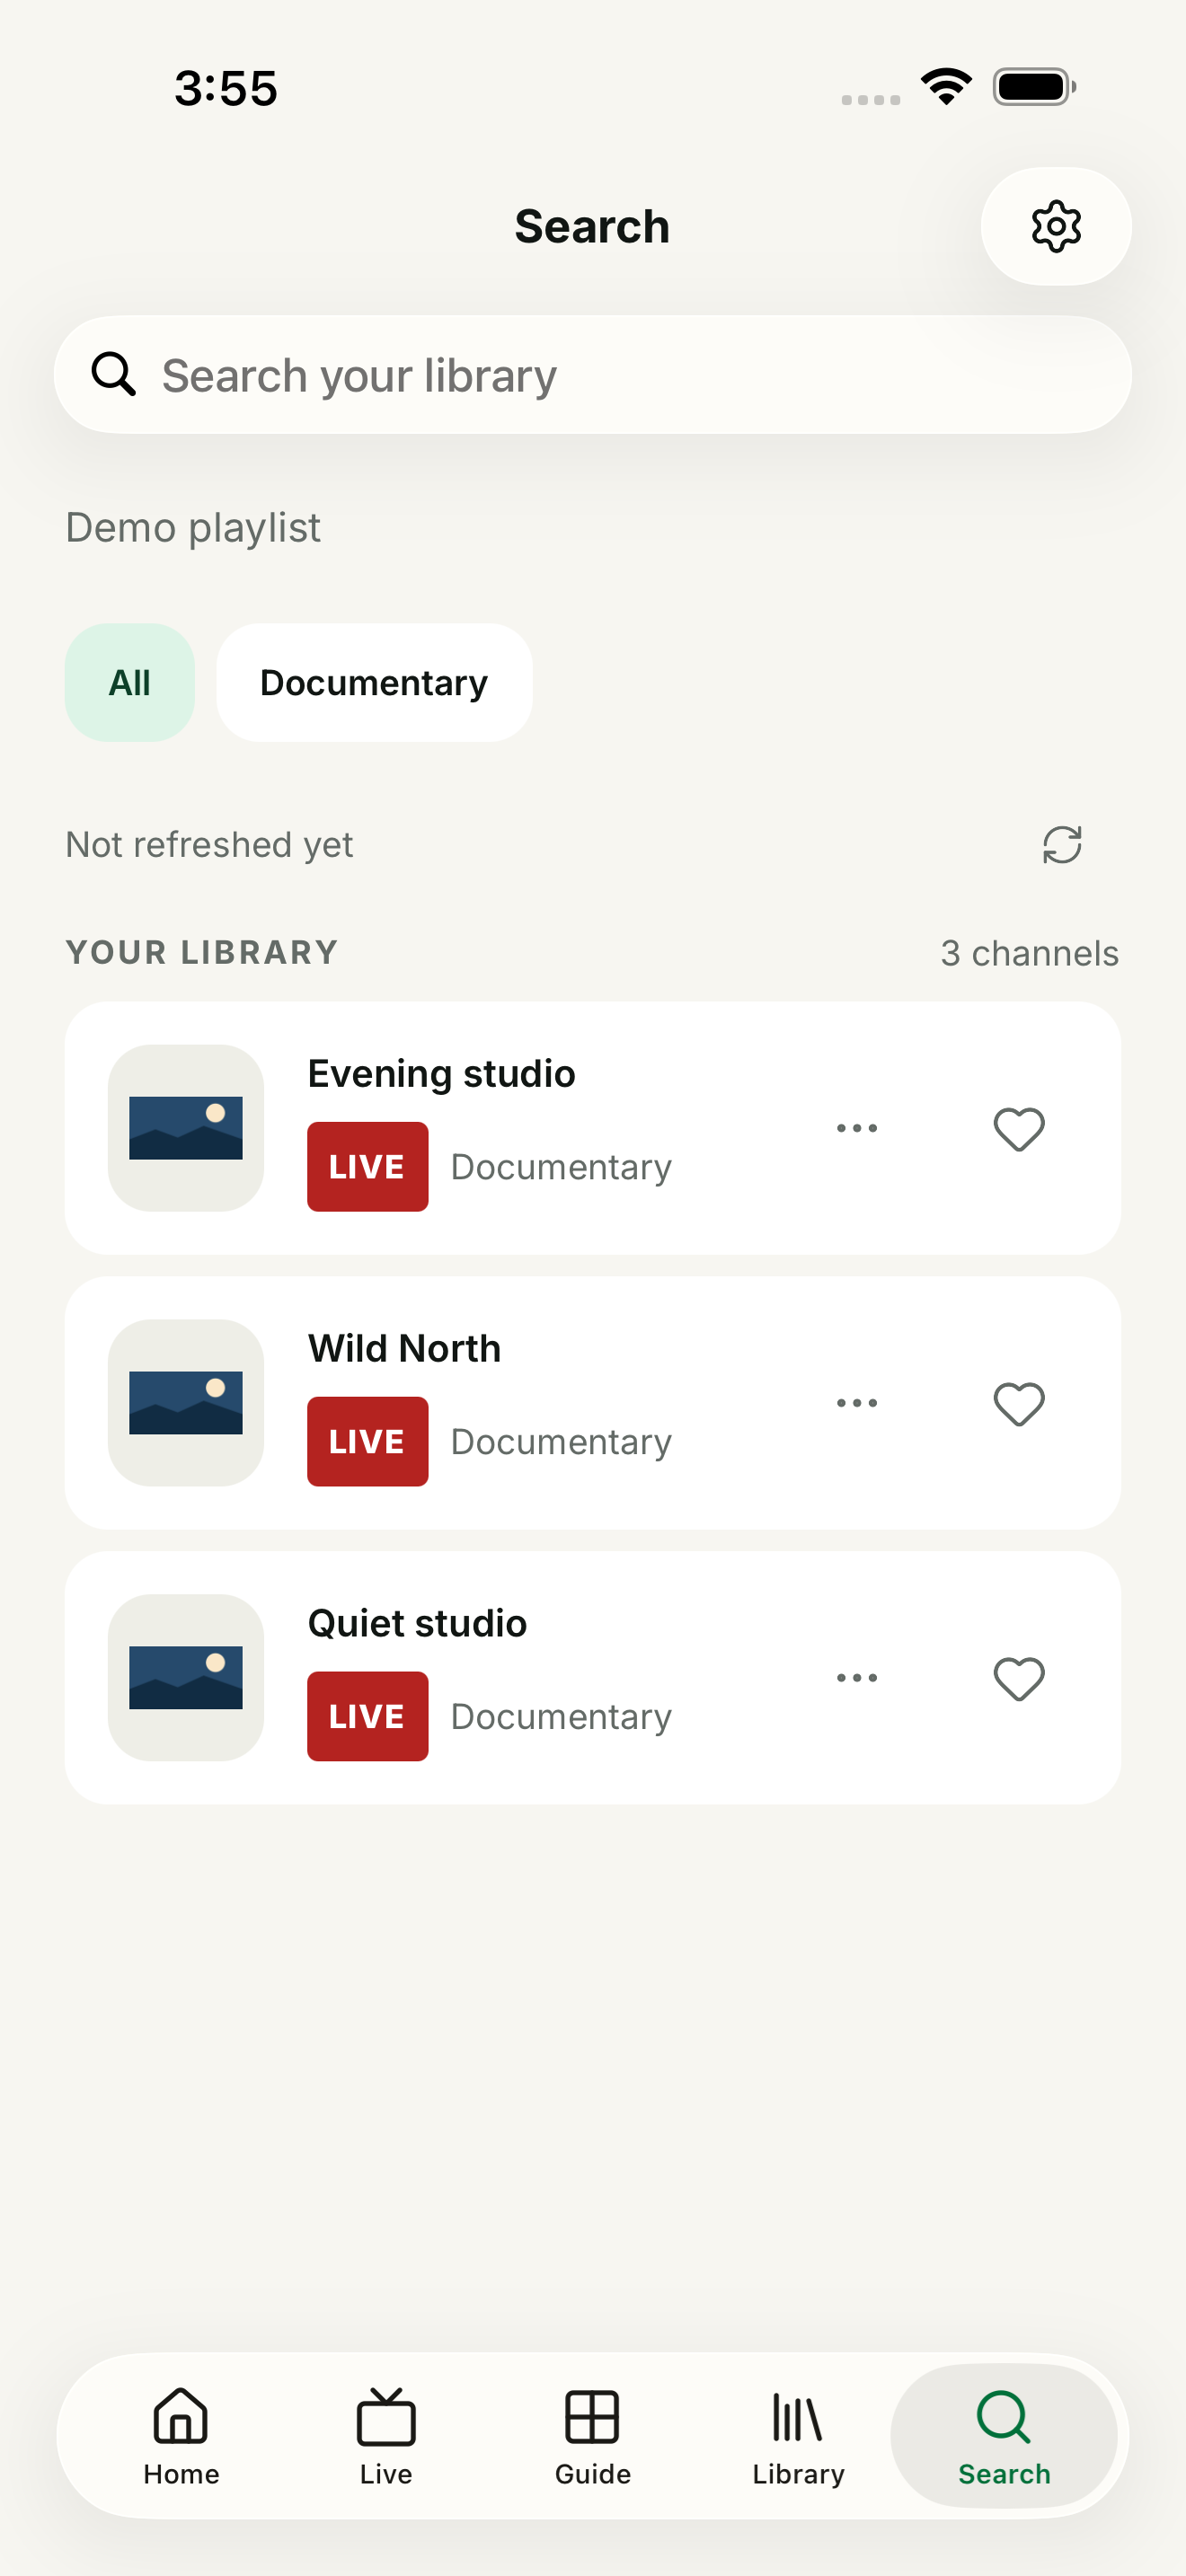 3:55
Search
Search your library
Demo playlist
All Documentary
Not refreshed yet
YOUR LIBRARY 3 channels
Evening studio
LIVE Documentary
Wild North
LIVE Documentary
Quiet studio
LIVE Documentary
Home Live Guide Library Search